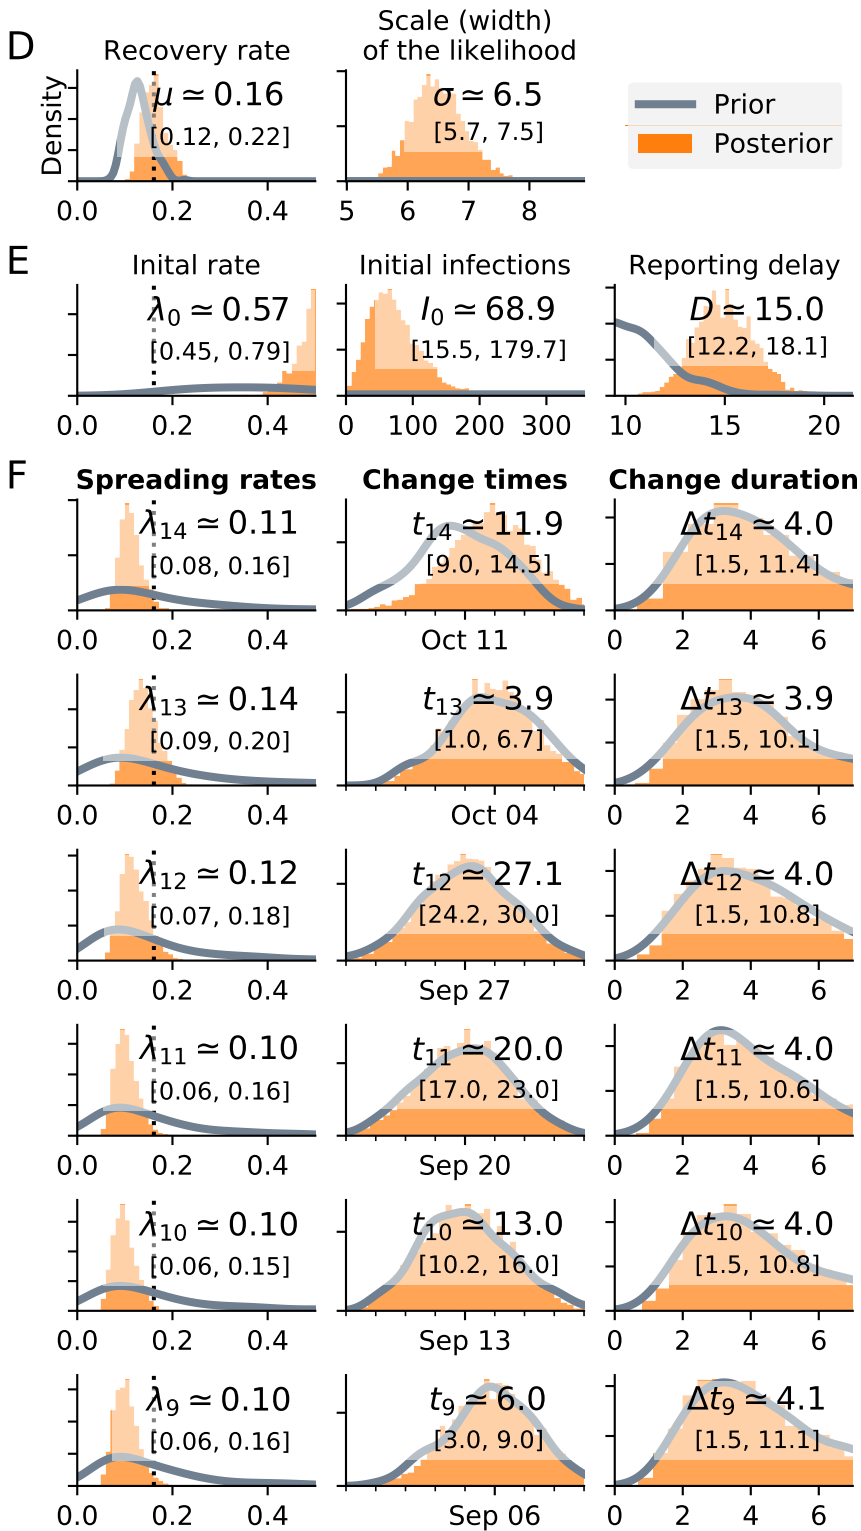 D
Recovery rate
Scale (width)
of the likelihood
Density
μ ≃ 0.16
[0.12, 0.22]
0.0 0.2 0.4
σ ≃ 6.5
[5.7, 7.5]
5 6 7 8
Prior
Posterior
E
Inital rate
Initial infections
Reporting delay
λ₀ ≃ 0.57
[0.45, 0.79]
0.0 0.2 0.4
I₀ ≃ 68.9
[15.5, 179.7]
0 100 200 300
D ≃ 15.0
[12.2, 18.1]
10 15 20
F
Spreading rates
Change times
Change duration
λ₁₄ ≃ 0.11
[0.08, 0.16]
0.0 0.2 0.4
t₁₄ ≃ 11.9
[9.0, 14.5]
Oct 11
Δt₁₄ ≃ 4.0
[1.5, 11.4]
0 2 4 6
λ₁₃ ≃ 0.14
[0.09, 0.20]
0.0 0.2 0.4
t₁₃ ≃ 3.9
[1.0, 6.7]
Oct 04
Δt₁₃ ≃ 3.9
[1.5, 10.1]
0 2 4 6
λ₁₂ ≃ 0.12
[0.07, 0.18]
0.0 0.2 0.4
t₁₂ ≃ 27.1
[24.2, 30.0]
Sep 27
Δt₁₂ ≃ 4.0
[1.5, 10.8]
0 2 4 6
λ₁₁ ≃ 0.10
[0.06, 0.16]
0.0 0.2 0.4
t₁₁ ≃ 20.0
[17.0, 23.0]
Sep 20
Δt₁₁ ≃ 4.0
[1.5, 10.6]
0 2 4 6
λ₁₀ ≃ 0.10
[0.06, 0.15]
0.0 0.2 0.4
t₁₀ ≃ 13.0
[10.2, 16.0]
Sep 13
Δt₁₀ ≃ 4.0
[1.5, 10.8]
0 2 4 6
λ₉ ≃ 0.10
[0.06, 0.16]
0.0 0.2 0.4
t₉ ≃ 6.0
[3.0, 9.0]
Sep 06
Δt₉ ≃ 4.1
[1.5, 11.1]
0 2 4 6